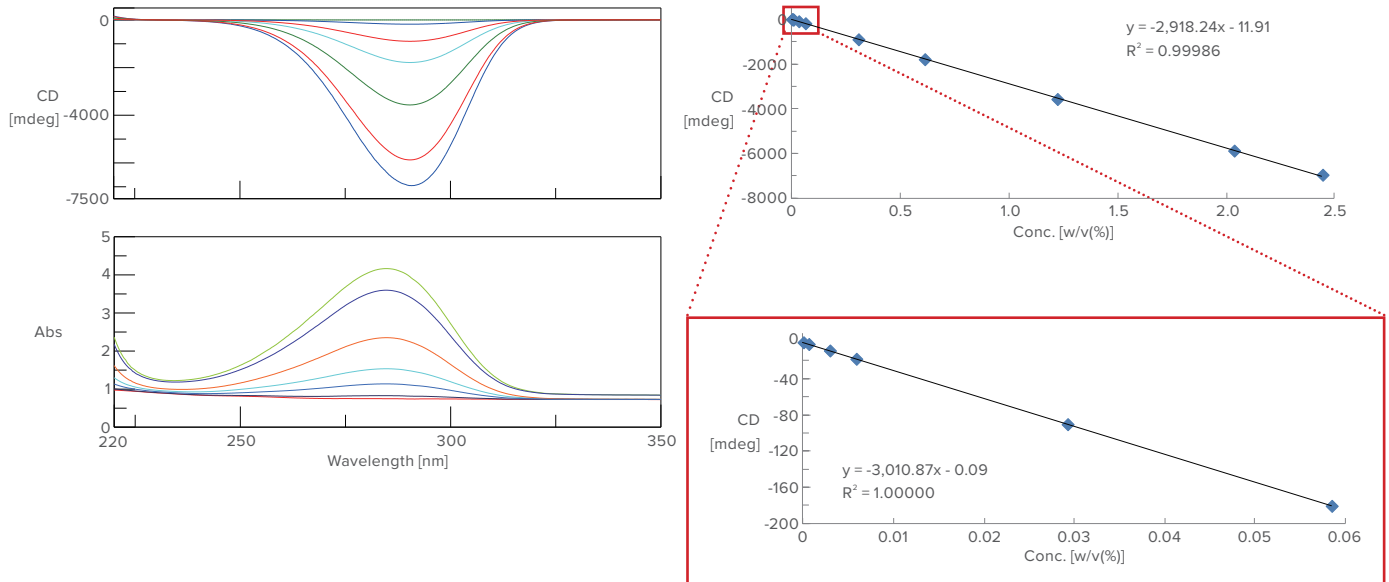 0
CD
[mdeg]
-4000
-7500
5
4
3
Abs
2
1
0
220
250
300
350
Wavelength [nm]
0
y = -2,918.24x - 11.91
R² = 0.99986
-2000
CD
[mdeg]
-4000
-6000
-8000
0
0.5
1.0
1.5
2.0
2.5
Conc. [w/v(%)]
0
-40
-80
CD
[mdeg]
-120
y = -3,010.87x - 0.09
R² = 1.00000
-160
-200
0
0.01
0.02
0.03
0.04
0.05
0.06
Conc. [w/v(%)]